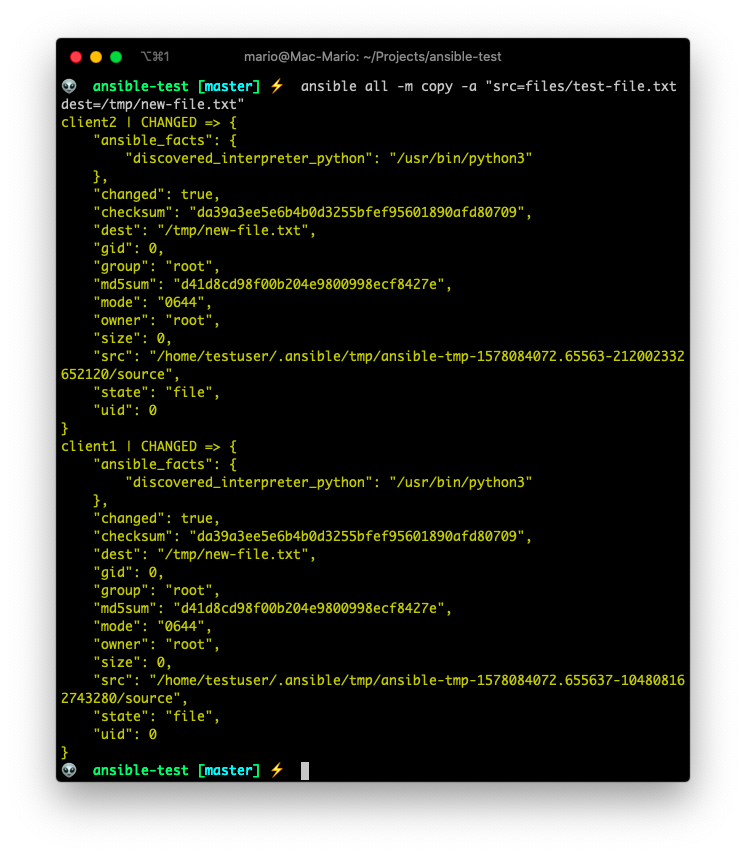 ⌥⌘1 mario@Mac-Mario: ~/Projects/ansible-test
👽 ansible-test [master] ⚡ ansible all -m copy -a "src=files/test-file.txt
dest=/tmp/new-file.txt"
client2 | CHANGED => {
    "ansible_facts": {
        "discovered_interpreter_python": "/usr/bin/python3"
    },
    "changed": true,
    "checksum": "da39a3ee5e6b4b0d3255bfef95601890afd80709",
    "dest": "/tmp/new-file.txt",
    "gid": 0,
    "group": "root",
    "md5sum": "d41d8cd98f00b204e9800998ecf8427e",
    "mode": "0644",
    "owner": "root",
    "size": 0,
    "src": "/home/testuser/.ansible/tmp/ansible-tmp-1578084072.65563-212002332
652120/source",
    "state": "file",
    "uid": 0
}
client1 | CHANGED => {
    "ansible_facts": {
        "discovered_interpreter_python": "/usr/bin/python3"
    },
    "changed": true,
    "checksum": "da39a3ee5e6b4b0d3255bfef95601890afd80709",
    "dest": "/tmp/new-file.txt",
    "gid": 0,
    "group": "root",
    "md5sum": "d41d8cd98f00b204e9800998ecf8427e",
    "mode": "0644",
    "owner": "root",
    "size": 0,
    "src": "/home/testuser/.ansible/tmp/ansible-tmp-1578084072.655637-10480816
2743280/source",
    "state": "file",
    "uid": 0
}
👽 ansible-test [master] ⚡